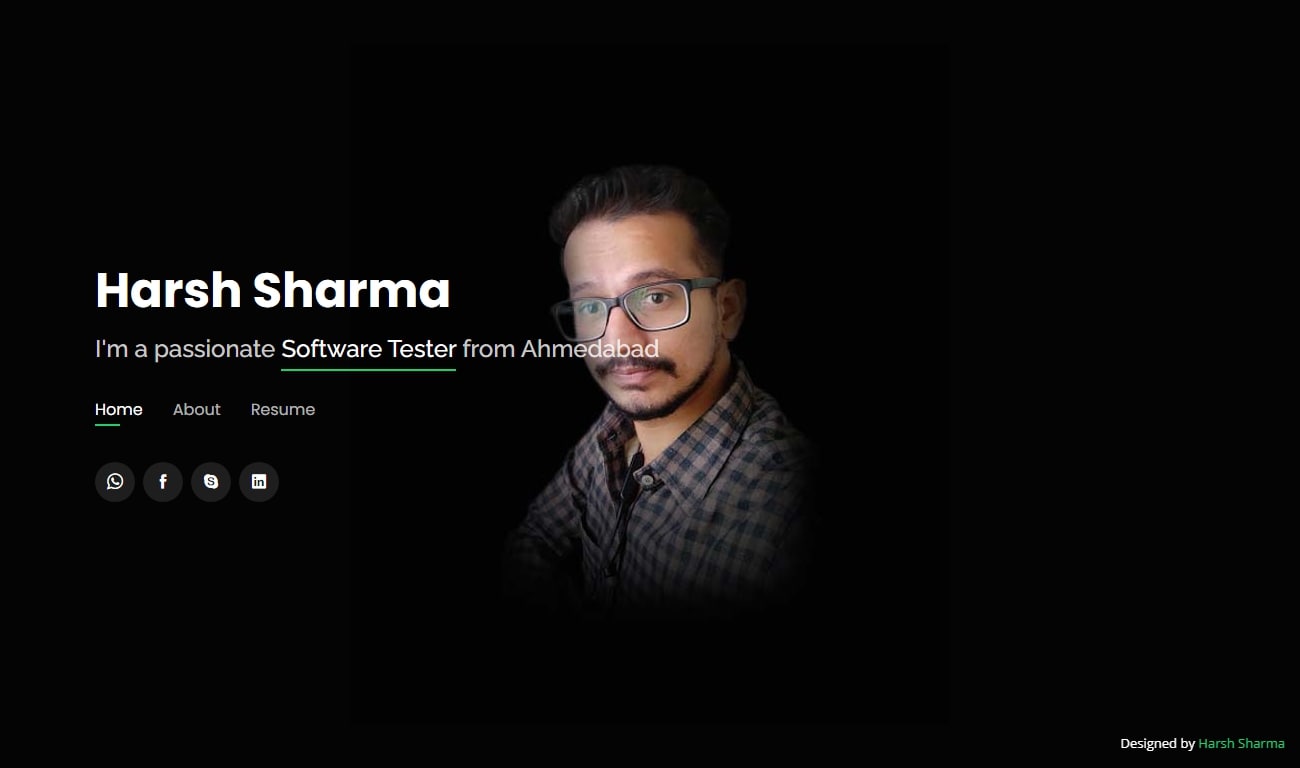 Harsh Sharma
I'm a passionate Software Tester from Ahmedabad
Home About Resume
Designed by Harsh Sharma